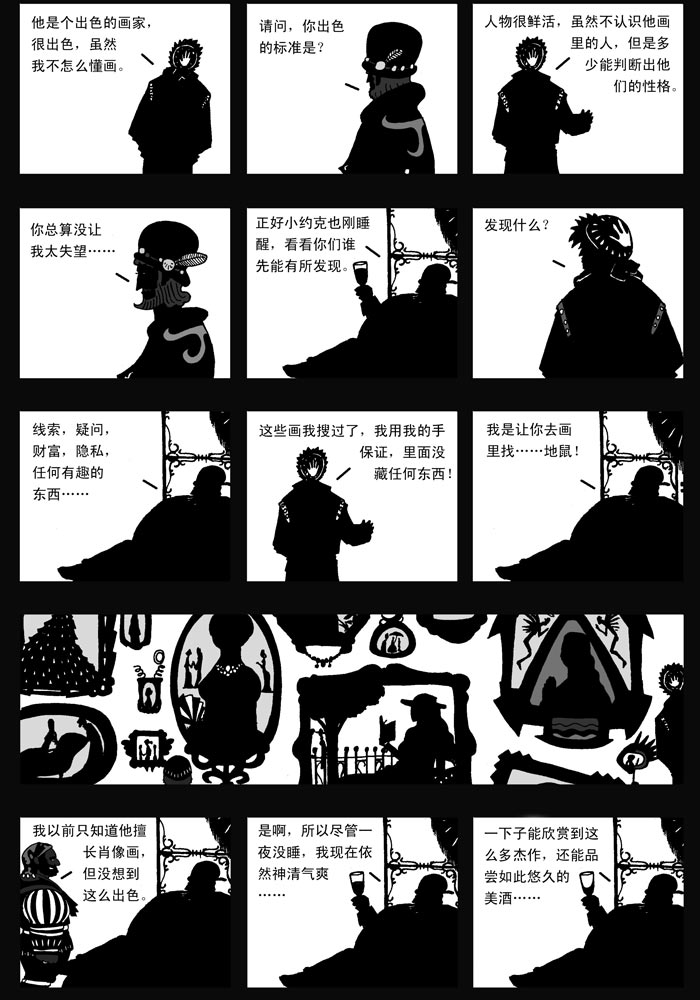 他是个出色的画家，
很出色，虽然
我不怎么懂画。
请问，你出色
的标准是？
人物很鲜活，虽然不认识他画
里的人，但是多
少能判断出他
们的性格。
你总算没让
我太失望……
正好小约克也刚睡
醒，看看你们谁
先能有所发现。
发现什么？
线索，疑问，
财富，隐私，
任何有趣的
东西……
这些画我搜过了，我用我的手
保证，里面没
藏任何东西！
我是让你去画
里找……地鼠！
我以前只知道他擅
长肖像画，
但没想到
这么出色。
是啊，所以尽管一
夜没睡，我现在依
然神清气爽
……
一下子能欣赏到这
么多杰作，还能品
尝如此悠久的
美酒……